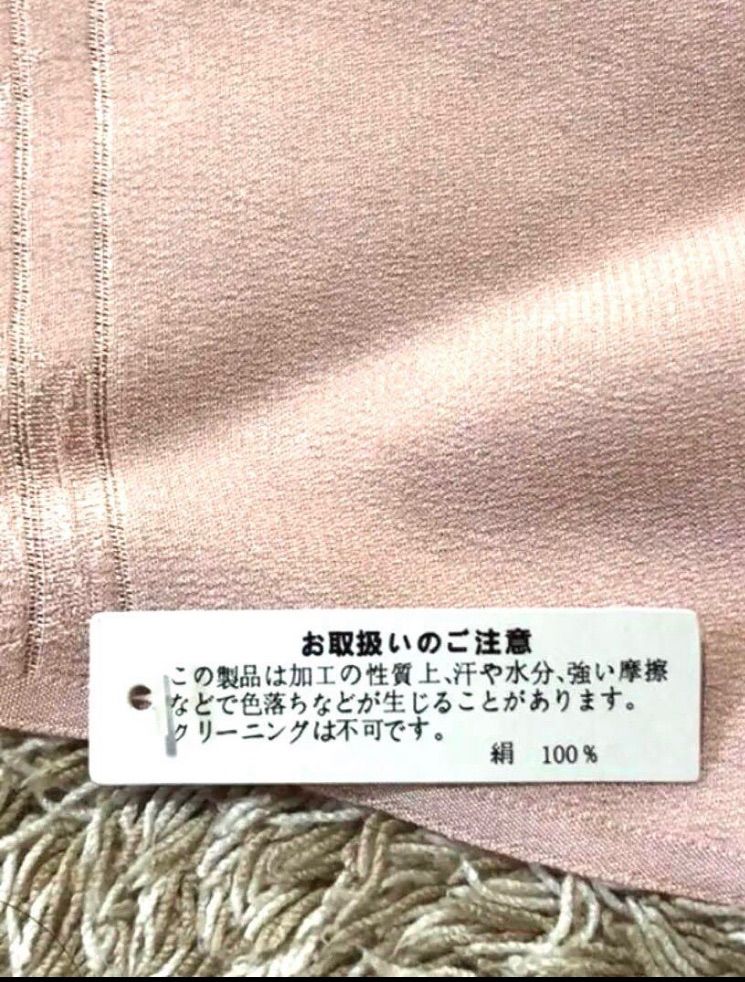 お取扱いのご注意
この製品は加工の性質上、汗や水分、強い摩擦
などで色落ちなどが生じることがあります。
クリーニングは不可です。
絹 100%